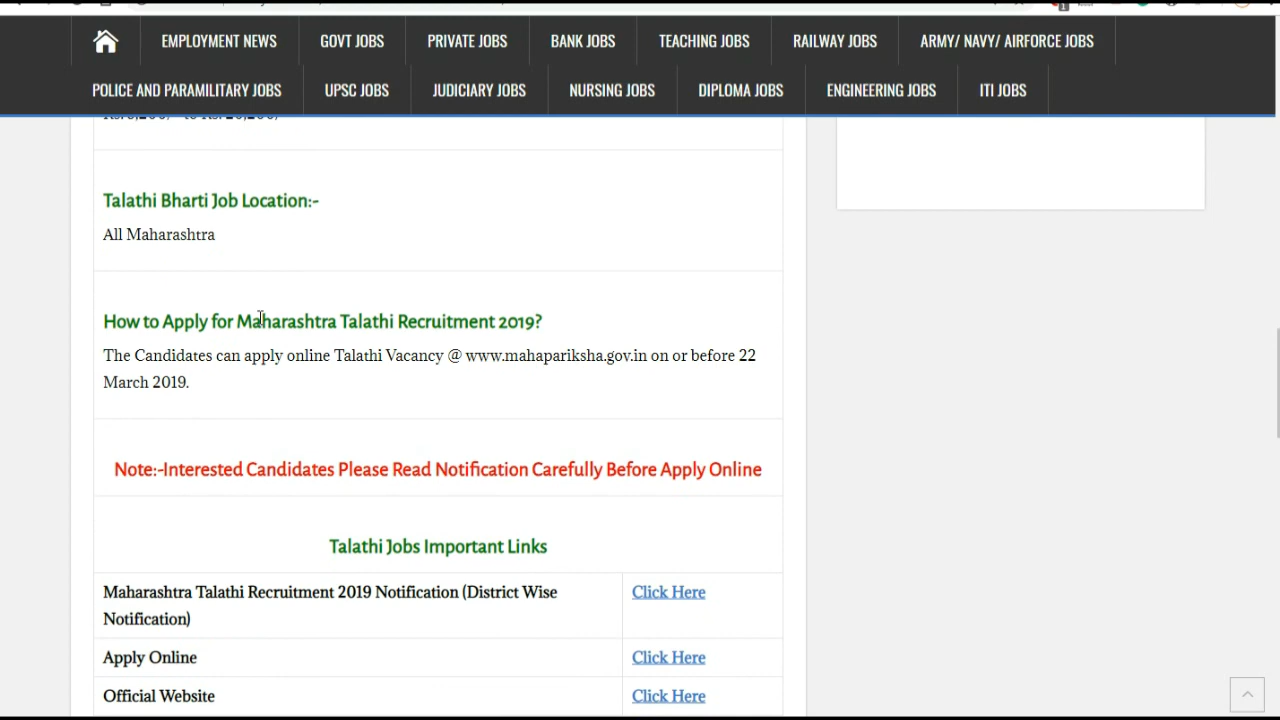 EMPLOYMENT NEWS GOVT JOBS PRIVATE JOBS BANK JOBS TEACHING JOBS RAILWAY JOBS ARMY/ NAVY/ AIRFORCE JOBS
POLICE AND PARAMILITARY JOBS UPSC JOBS JUDICIARY JOBS NURSING JOBS DIPLOMA JOBS ENGINEERING JOBS ITI JOBS
Talathi Bharti Job Location:-
All Maharashtra
How to Apply for Maharashtra Talathi Recruitment 2019?
The Candidates can apply online Talathi Vacancy @ www.mahapariksha.gov.in on or before 22
March 2019.
Note:-Interested Candidates Please Read Notification Carefully Before Apply Online
Talathi Jobs Important Links
Maharashtra Talathi Recruitment 2019 Notification (District Wise Click Here
Notification)
Apply Online Click Here
Official Website Click Here